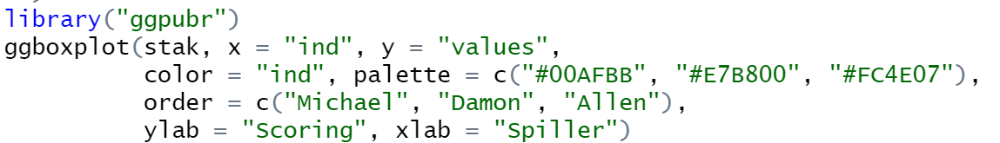 library("ggpubr")
ggboxplot(stak, x = "ind", y = "values",
color = "ind", palette = c("#00AFBB", "#E7B800", "#FC4E07"),
order = c("Michael", "Damon", "Allen"),
ylab = "Scoring", xlab = "Spiller")